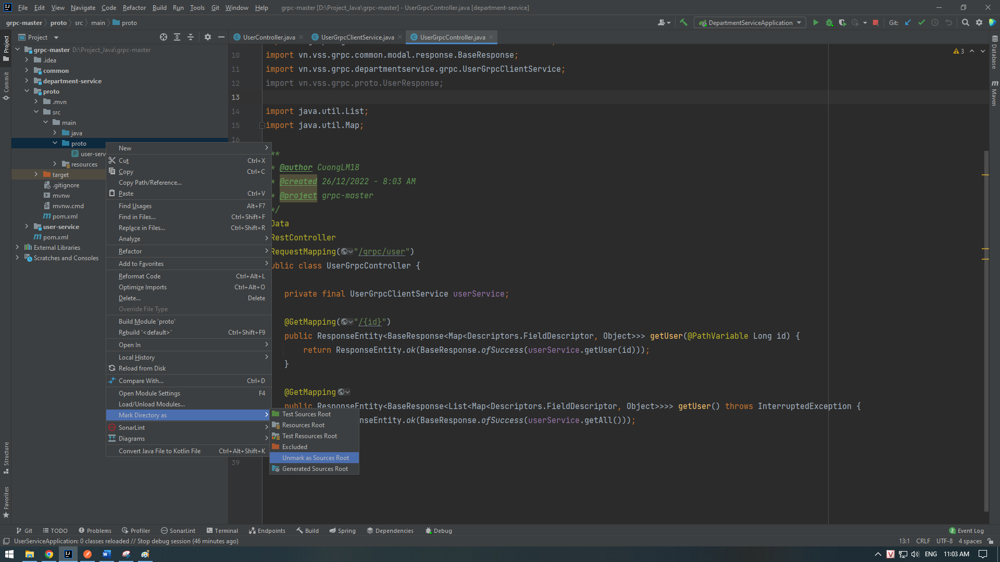 File Edit View Navigate Code Refactor Build Run Tools Git Window Help grpc-master [D:\Project_Java\grpc-master] - UserGrpcController.java [department-service]
grpc-master proto src main proto
DepartmentServiceApplication
Git:
Project
UserController.java
UserGrpcClientService.java
UserGrpcController.java
Project
Commit
Structure
Favorites
grpc-master D:\Project_Java\grpc-master
.idea
common
department-service
proto
.mvn
src
main
java
proto
user-serv
resources
target
.gitignore
mvnw
mvnw.cmd
pom.xml
user-service
pom.xml
External Libraries
Scratches and Consoles
New
Cut Ctrl+X
Copy Ctrl+C
Copy Path/Reference...
Paste Ctrl+V
Find Usages Alt+F7
Find in Files... Ctrl+Shift+F
Replace in Files... Ctrl+Shift+R
Analyze
Refactor
Add to Favorites
Reformat Code Ctrl+Alt+L
Optimize Imports Ctrl+Alt+O
Delete... Delete
Override File Type
Build Module 'proto'
Rebuild '<default>' Ctrl+Shift+F9
Open In
Local History
Reload from Disk
Compare With... Ctrl+D
Open Module Settings F4
Load/Unload Modules...
Mark Directory as
SonarLint
Diagrams
Convert Java File to Kotlin File Ctrl+Alt+Shift+K
Test Sources Root
Resources Root
Test Resources Root
Excluded
Unmark as Sources Root
Generated Sources Root
10 import vn.vss.grpc.common.modal.response.BaseResponse;
11 import vn.vss.grpc.departmentservice.grpc.UserGrpcClientService;
12 import vn.vss.grpc.proto.UserResponse;
13
14 import java.util.List;
15 import java.util.Map;
16
**
* @author CuongLM18
* @created 26/12/2022 - 8:03 AM
* @project grpc-master
*/
Data
RestController
RequestMapping("/grpc/user")
ublic class UserGrpcController {
private final UserGrpcClientService userService;
@GetMapping("/{id}")
public ResponseEntity<BaseResponse<Map<Descriptors.FieldDescriptor, Object>>> getUser(@PathVariable Long id) {
return ResponseEntity.ok(BaseResponse.ofSuccess(userService.getUser(id)));
}
@GetMapping
public ResponseEntity<BaseResponse<List<Map<Descriptors.FieldDescriptor, Object>>>> getUser() throws InterruptedException {
nseEntity.ok(BaseResponse.ofSuccess(userService.getAll()));
39
3
Database
m Maven
Git TODO Problems Profiler SonarLint Terminal Endpoints Build Spring Dependencies Debug
2 Event Log
UserServiceApplication: 0 classes reloaded // Stop debug session (46 minutes ago)
13:1 CRLF UTF-8 4 spaces
ENG 11:03 AM